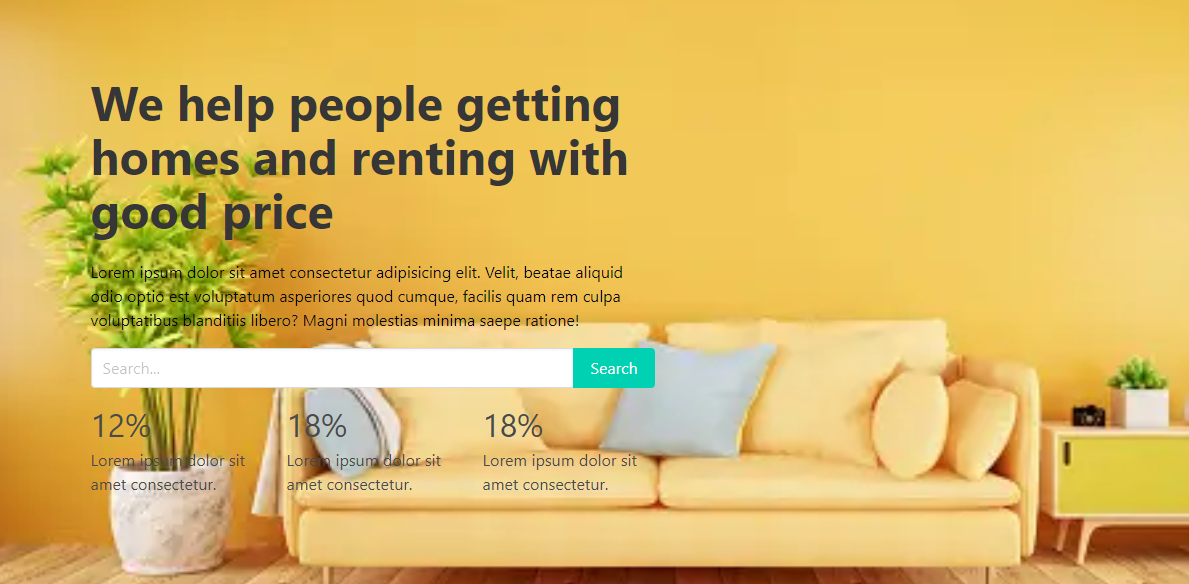 We help people getting
homes and renting with
good price
Lorem ipsum dolor sit amet consectetur adipisicing elit. Velit, beatae aliquid
odio optio est voluptatum asperiores quod cumque, facilis quam rem culpa
voluptatibus blanditiis libero? Magni molestias minima saepe ratione!
Search...
Search
12%
18%
18%
Lorem ipsum dolor sit
amet consectetur.
Lorem ipsum dolor sit
amet consectetur.
Lorem ipsum dolor sit
amet consectetur.